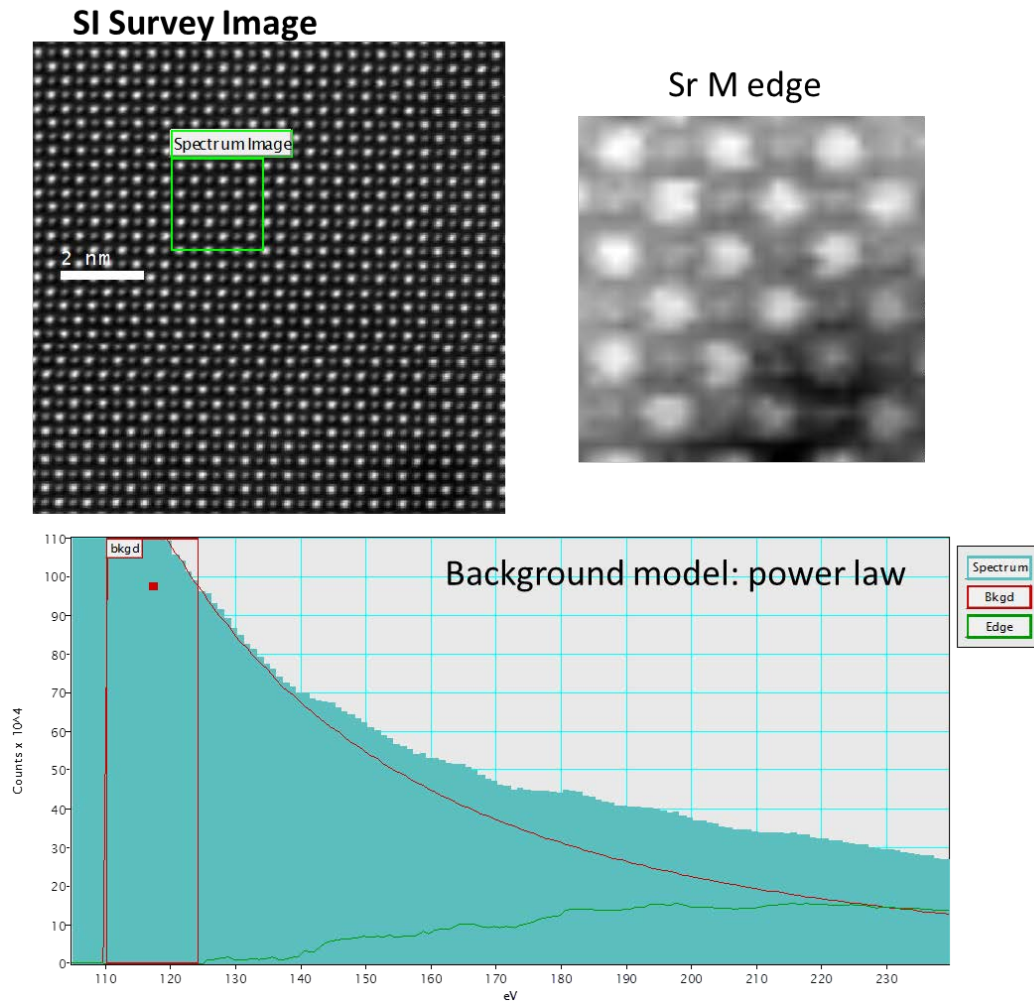 SI Survey Image
Spectrum Image
2 nm
Sr M edge
110
100
90
80
70
60
50
40
30
20
10
0
Counts x 10^4
bkgd
Background model: power law
Spectrum
Bkgd
Edge
110 120 130 140 150 160 170 180 190 200 210 220 230
eV